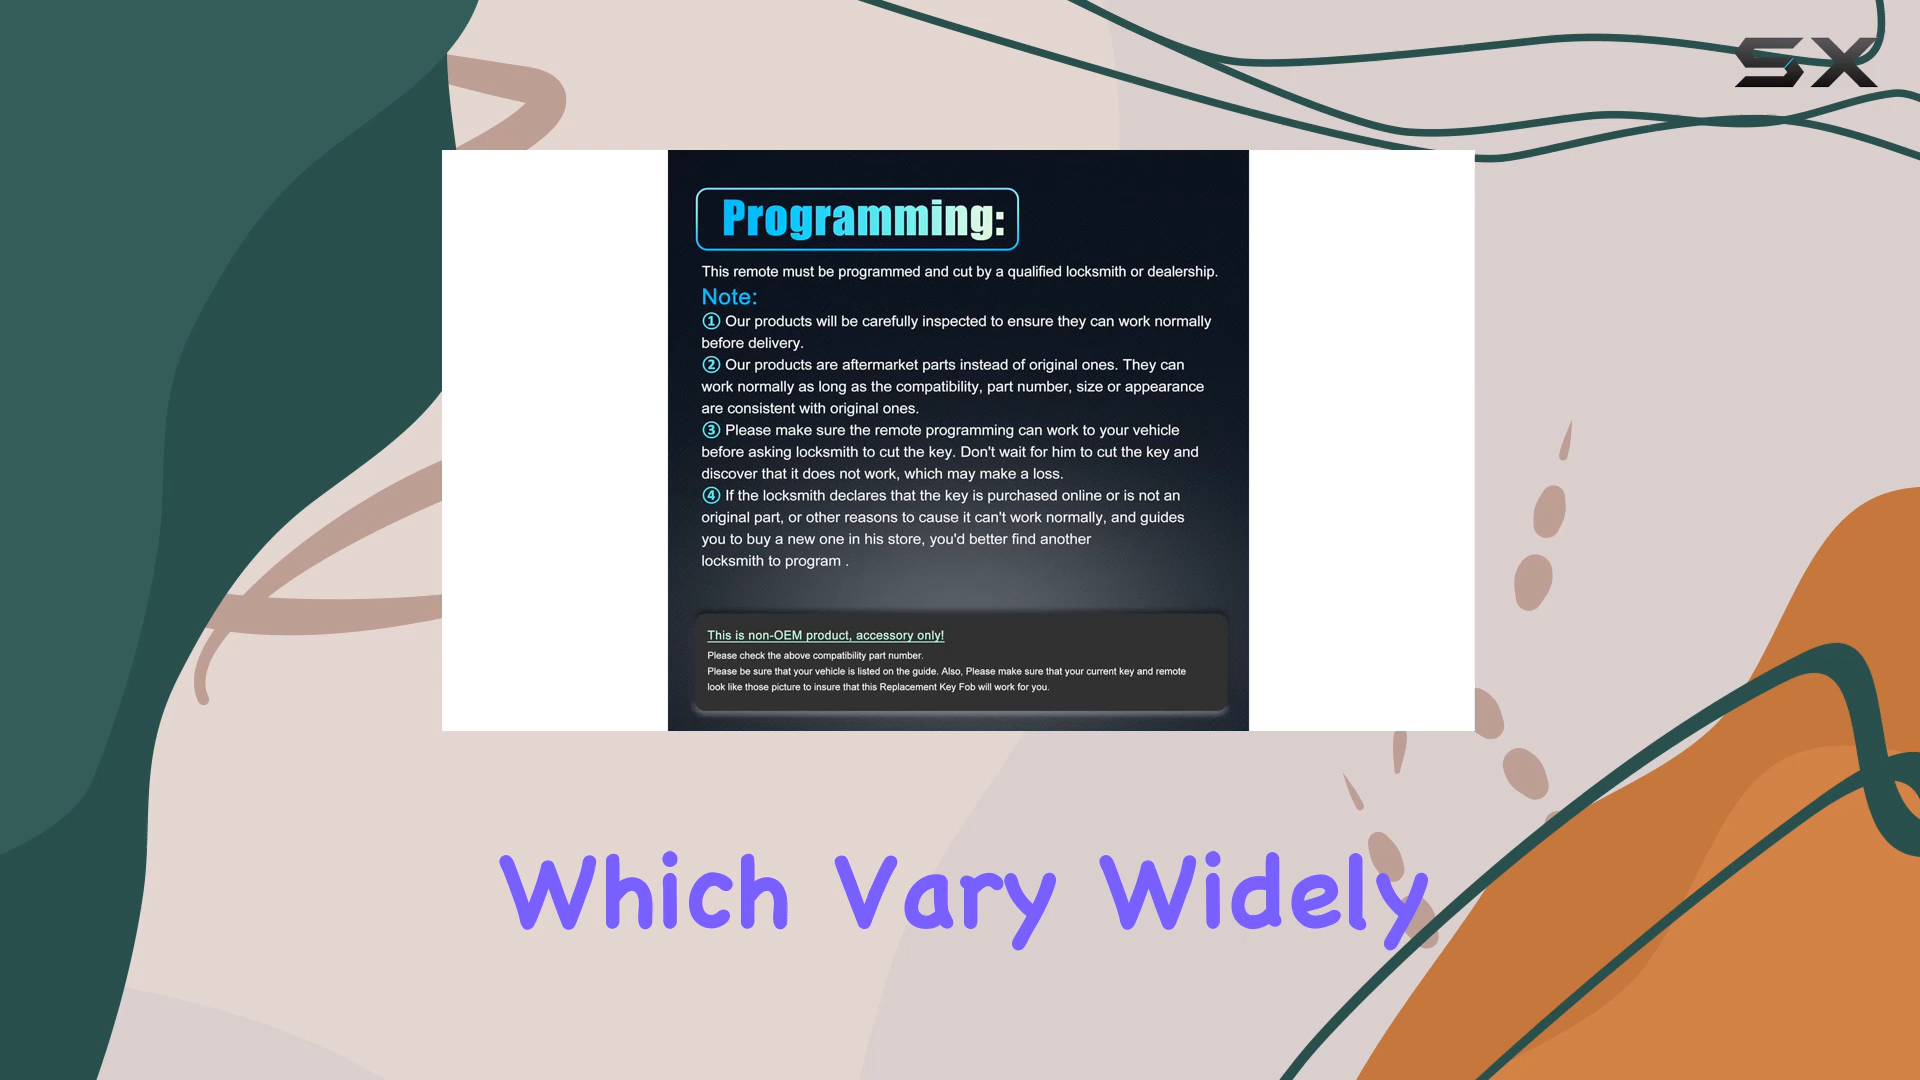 SX
Programming:
This remote must be programmed and cut by a qualified locksmith or dealership.
Note:
① Our products will be carefully inspected to ensure they can work normally
before delivery.
② Our products are aftermarket parts instead of original ones. They can
work normally as long as the compatibility, part number, size or appearance
are consistent with original ones.
③ Please make sure the remote programming can work to your vehicle
before asking locksmith to cut the key. Don't wait for him to cut the key and
discover that it does not work, which may make a loss.
④ If the locksmith declares that the key is purchased online or is not an
original part, or other reasons to cause it can't work normally, and guides
you to buy a new one in his store, you'd better find another
locksmith to program .
This is non-OEM product, accessory only!
Please check the above compatibility part number.
Please be sure that your vehicle is listed on the guide. Also, Please make sure that your current key and remote
look like those picture to insure that this Replacement Key Fob will work for you.
Which Vary Widely